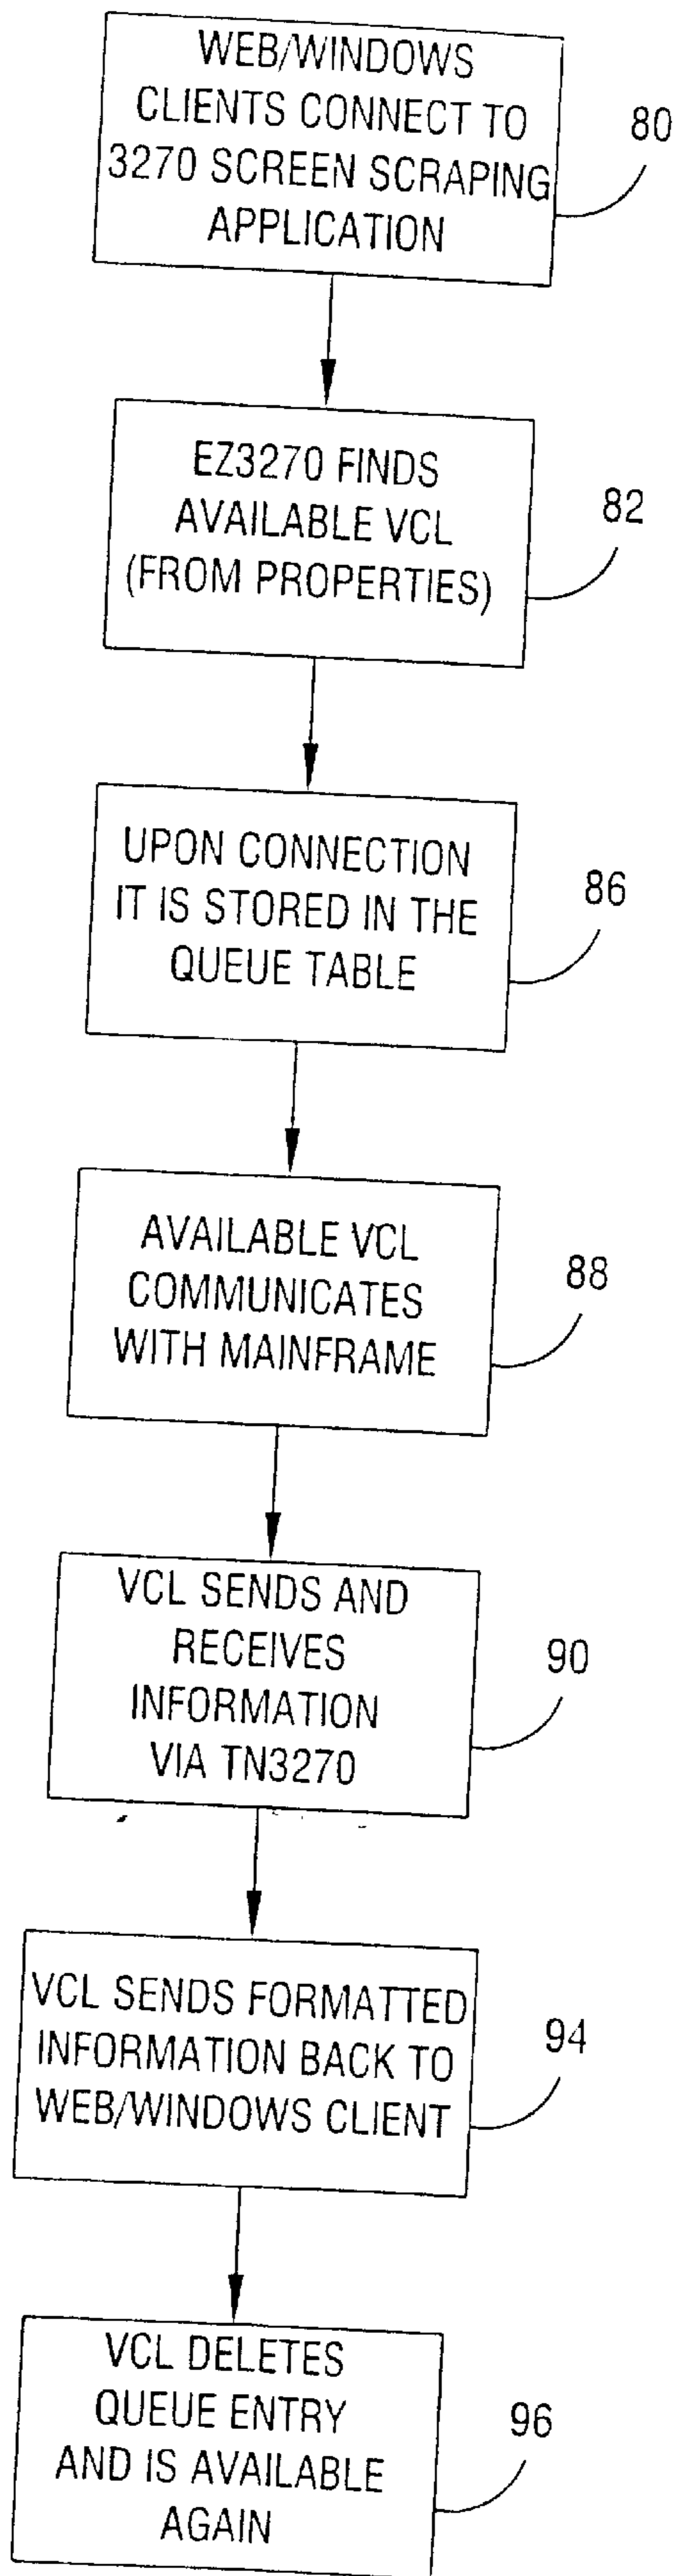 WEB/WINDOWS
CLIENTS CONNECT TO
3270 SCREEN SCRAPING
APPLICATION
80
EZ3270 FINDS
AVAILABLE VCL
(FROM PROPERTIES)
82
UPON CONNECTION
IT IS STORED IN THE
QUEUE TABLE
86
AVAILABLE VCL
COMMUNICATES
WITH MAINFRAME
88
VCL SENDS AND
RECEIVES
INFORMATION
VIA TN3270
90
VCL SENDS FORMATTED
INFORMATION BACK TO
WEB/WINDOWS CLIENT
94
VCL DELETES
QUEUE ENTRY
AND IS AVAILABLE
AGAIN
96